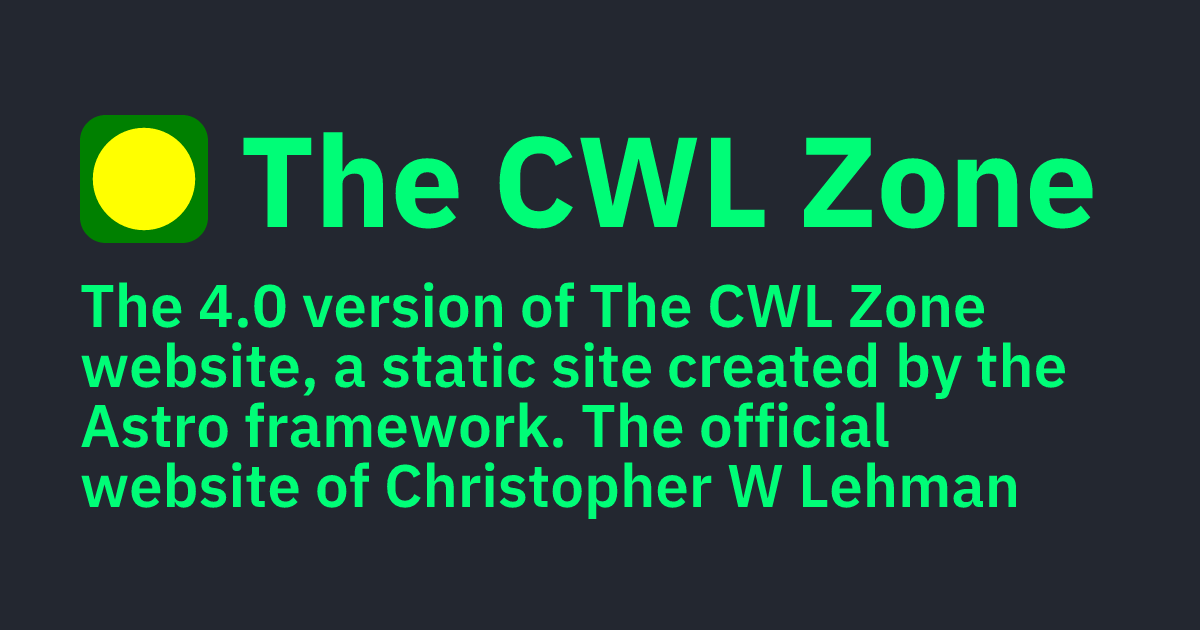 The CWL Zone
The 4.0 version of The CWL Zone
website, a static site created by the
Astro framework. The official
website of Christopher W Lehman